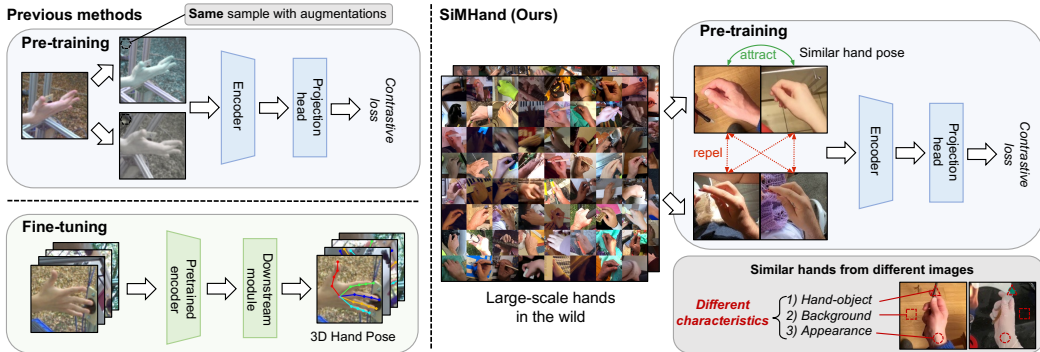 Previous methods
Same sample with augmentations
Pre-training
Encoder
Projection
head
Contrastive
loss
Fine-tuning
Pretrained
encoder
Downstream
module
3D Hand Pose
SiMHand (Ours)
Large-scale hands
in the wild
Pre-training
attract
Similar hand pose
repel
Encoder
Projection
head
Contrastive
loss
Similar hands from different images
Different
characteristics
1) Hand-object
2) Background
3) Appearance